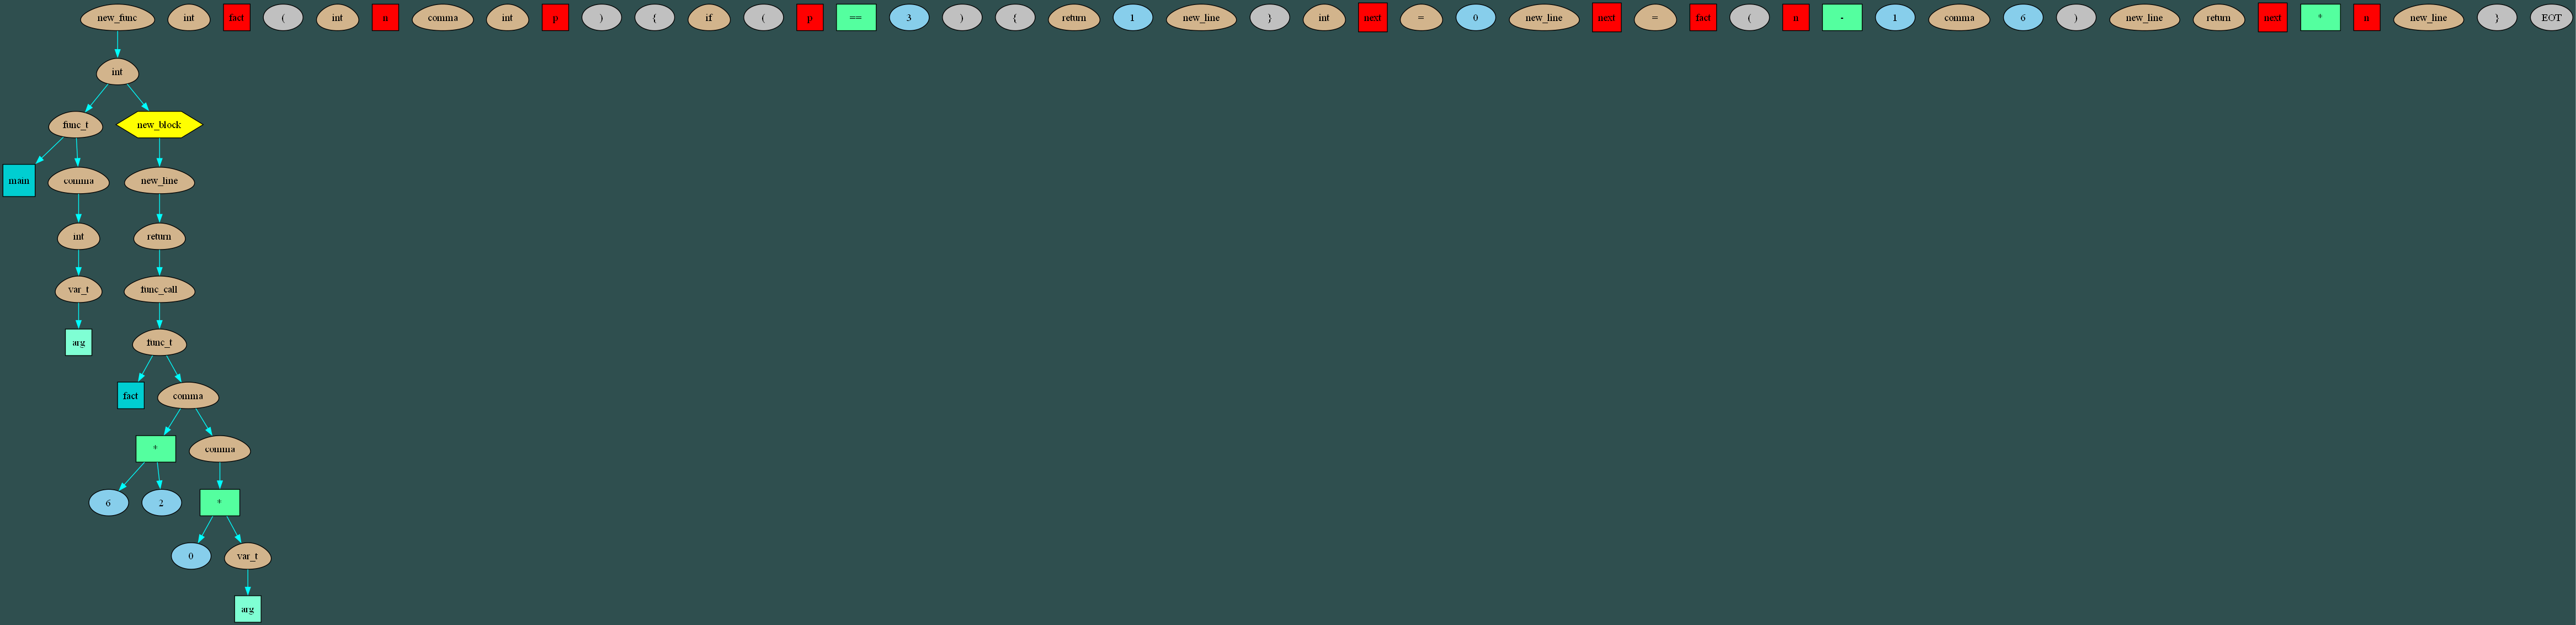 new_func int fact ( int n comma int p ) { if ( p == 3 ) { return 1 new_line } int next = 0 new_line next = fact ( n - 1 comma 6 ) new_line return next * n new_line } EOT
int
func_t new_block
main comma new_line
int return
var_t func_call
arg func_t
fact comma
* comma
6 2 *
0 var_t
arg